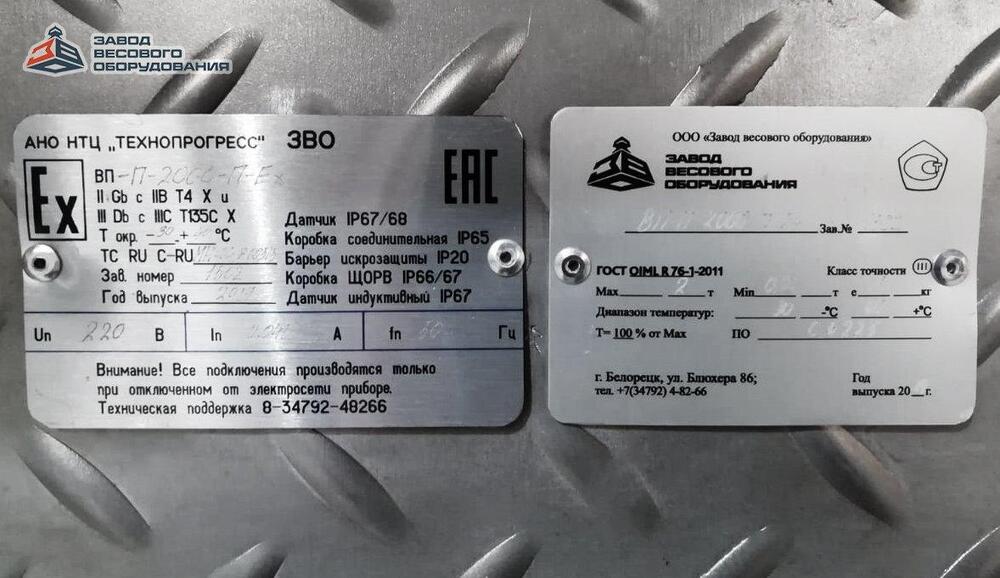 ЗАВОД
ВЕСОВОГО
ОБОРУДОВАНИЯ
АНО НТЦ „ТЕХНОПРОГРЕСС" ЗВО
Ex
ВП-П-2000-П-Ex
II Gb c IIB T4 X и
III Db c IIIC T135C X
Т окр. -30 + °C
TC RU C-RU
Зав. номер
Год выпуска
EAC
Датчик IP67/68
Коробка соединительная IP65
Барьер искрозащиты IP20
Коробка ЩОРВ IP66/67
Датчик индуктивный IP67
Un 220 В In А fn 50 Гц
Внимание! Все подключения производятся только
при отключенном от электросети приборе.
Техническая поддержка 8-34792-48266
ООО «Завод весового оборудования»
ЗАВОД
ВЕСОВОГО
ОБОРУДОВАНИЯ
Зав.№
ГОСТ OIML R 76-1-2011 Класс точности III
Max 2 т Min т e кг
Диапазон температур: -°C +°C
T= 100 % от Max ПО
г. Белорецк, ул. Блюхера 86;
тел. +7(34792) 4-82-66
Год
выпуска 20 г.